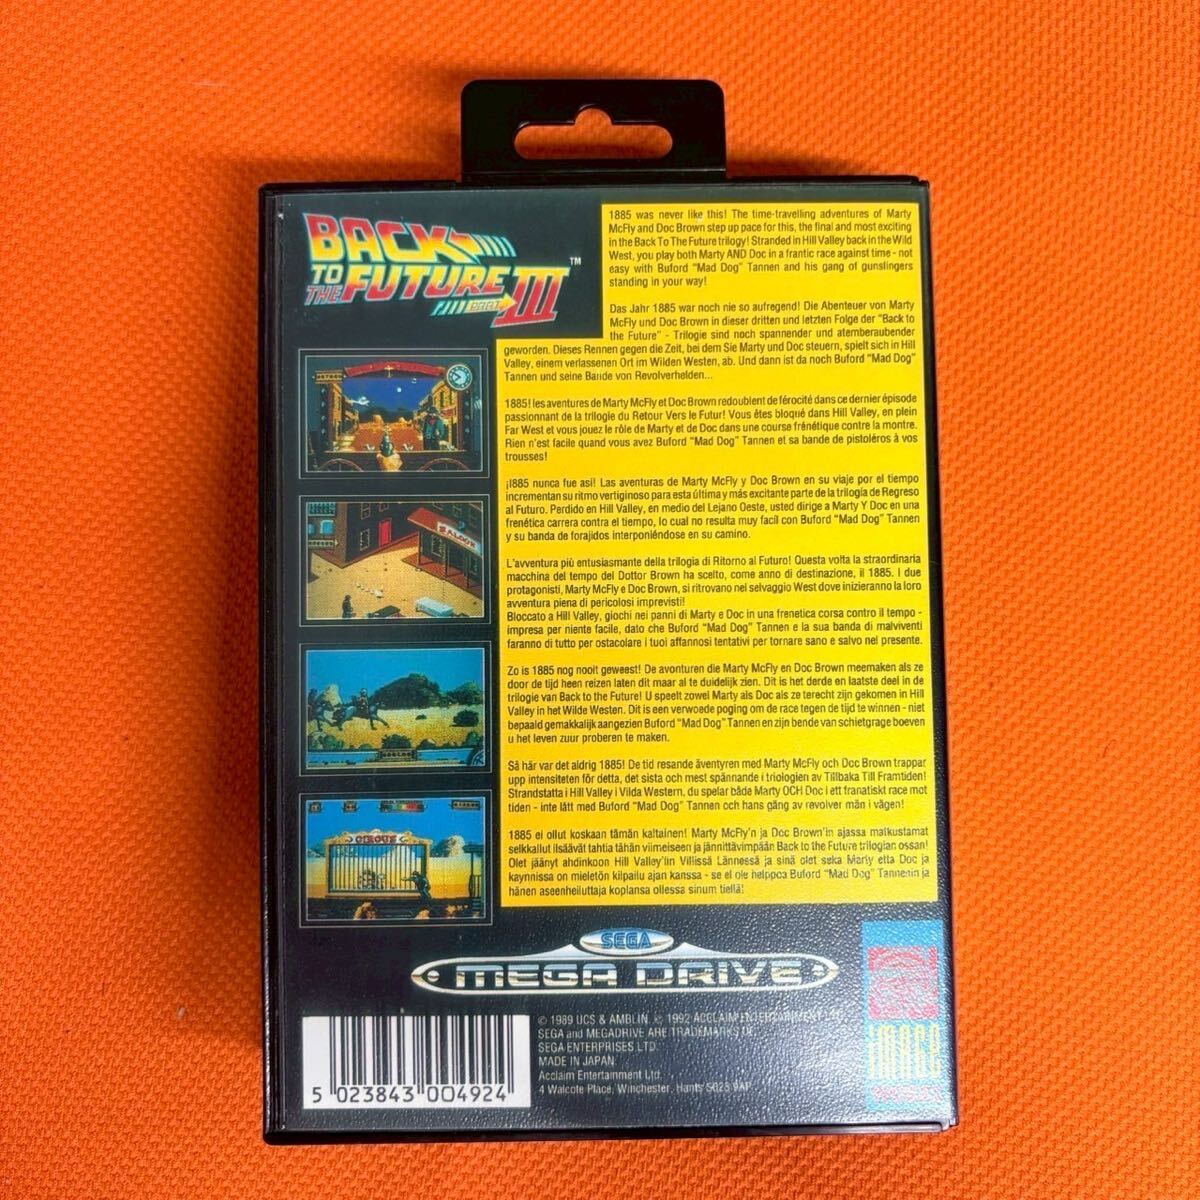 BACK
TO THE FUTURE
PART III
™
1885 was never like this! The time-travelling adventures of Marty
McFly and Doc Brown step up pace for this, the final and most exciting
in the Back To The Future trilogy! Stranded in Hill Valley back in the Wild
West, you play both Marty AND Doc in a frantic race against time - not
easy with Buford "Mad Dog" Tannen and his gang of gunslingers
standing in your way!
Das Jahr 1885 war noch nie so aufregend! Die Abenteuer von Marty
McFly und Doc Brown in dieser dritten und letzten Folge der "Back to
the Future" - Trilogie sind noch spannender und atemberaubender
geworden. Dieses Rennen gegen die Zeit, bei dem Sie Marty und Doc steuern, spielt sich in Hill
Valley, einem verlassenen Ort im Wilden Westen, ab. Und dann ist da noch Buford "Mad Dog"
Tannen und seine Bande von Revolverhelden...
1885! les aventures de Marty McFly et Doc Brown redoublent de férocité dans ce dernier épisode
passionnant de la trilogie du Retour Vers le Futur! Vous êtes bloqué dans Hill Valley, en plein
Far West et vous jouez le rôle de Marty et de Doc dans une course frénétique contre la montre.
Rien n'est facile quand vous avez Buford "Mad Dog" Tannen et sa bande de pistoléros à vos
trousses!
¡I885 nunca fue así! Las aventuras de Marty McFly y Doc Brown en su viaje por el tiempo
incrementan su ritmo vertiginoso para esta última y más excitante parte de la trilogía de Regreso
al Futuro. Perdido en Hill Valley, en medio del Lejano Oeste, usted dirige a Marty Y Doc en una
frenética carrera contra el tiempo, lo cual no resulta muy facil con Buford "Mad Dog" Tannen
y su banda de forajidos interponiéndose en su camino.
L'avventura più entusiasmante della trilogia di Ritorno al Futuro! Questa volta la straordinaria
macchina del tempo del Dottor Brown ha scelto, come anno di destinazione, il 1885. I due
protagonisti, Marty McFly e Doc Brown, si ritrovano nel selvaggio West dove inizieranno la loro
avventura piena di pericolosi imprevisti!
Bloccato a Hill Valley, giochi nei panni di Marty e Doc in una frenetica corsa contro il tempo -
impresa per niente facile, dato che Buford "Mad Dog" Tannen e la sua banda di malviventi
faranno di tutto per ostacolare i tuoi affannosi tentativi per tornare sano e salvo nel presente.
Zo is 1885 nog nooit geweest! De avonturen die Marty McFly en Doc Brown meemaken als ze
door de tijd heen reizen laten dit maar al te duidelijk zien. Dit is het derde en laatste deel in de
trilogie van Back to the Future! U speelt zowel Marty als Doc als ze terecht zijn gekomen in Hill
Valley in het Wilde Westen. Dit is een verwoede poging om de race tegen de tijd te winnen - niet
bepaald gemakkalijk aangezien Buford "Mad Dog" Tannen en zijn bende van schietgrage boeven
u het leven zuur proberen te maken.
Så här var det aldrig 1885! De tid resande äventyren med Marty McFly och Doc Brown trappar
upp intensiteten för detta, det sista och mest spännande i triologien av Tillbaka Till Framtiden!
Strandstatta i Hill Valley i Vilda Western. du spelar både Marty OCH Doc i ett franatiskt race mot
tiden - inte lått med Buford "Mad Dog" Tannen och hans gäng av revolver män i vägen!
1885 ei ollut koskaan tämän kaltainen! Marty McFly'n ja Doc Brown'in ajassa matkustamat
selkkallut ilsäävät tahtia tähän viimeiseen ja jännittävimpään Back to the Future trilogian ossan!
Olet jäänyt ahdinkoon Hill Valley'lin Villissä Lännessä ja sinä olet seka Marty etta Doc ja
kaynnissa on mieletön kilpailu ajan kanssa - se ei ole helppoa Buford "Mad Dog" Tannenin ja
hänen aseenheiluttaja koplansa ollessa sinum tiellä!
SALOON
CIRCUS
SEGA
MEGA DRIVE
© 1989 UCS & AMBLIN. 1992 ACCLAIM ENTERTAINMENT LTD.
SEGA and MEGADRIVE ARE TRADEMARKS OF
SEGA ENTERPRISES LTD.
MADE IN JAPAN.
Acclaim Entertainment Ltd.
4 Walcote Place, Winchester, Hants SO23 9AP
5 023843 004924
IMAGE